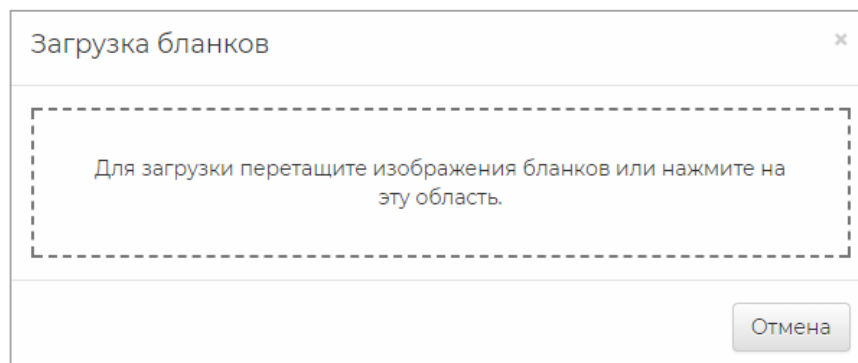 Загрузка бланков
×
Для загрузки перетащите изображения бланков или нажмите на
эту область.
Отмена